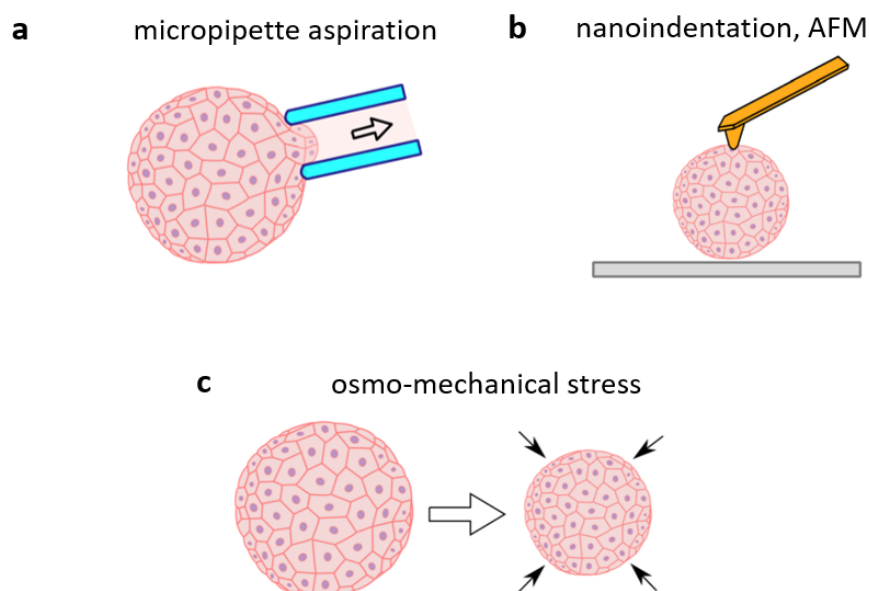 a
micropipette aspiration
b
nanoindentation, AFM
c
osmo-mechanical stress